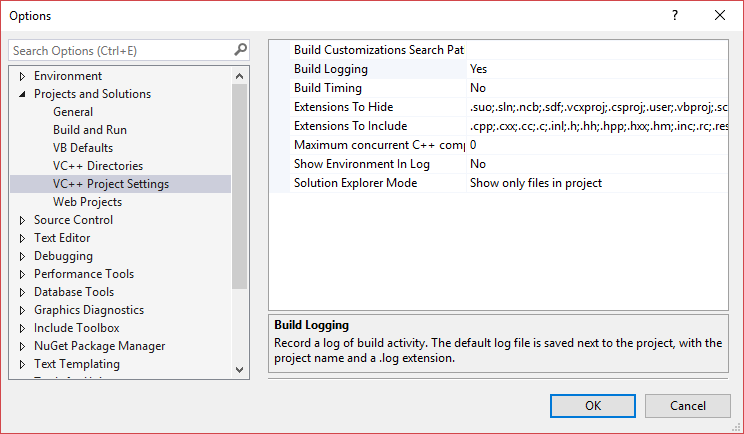 Options
?
Search Options (Ctrl+E)
Environment
Projects and Solutions
General
Build and Run
VB Defaults
VC++ Directories
VC++ Project Settings
Web Projects
Source Control
Text Editor
Debugging
Performance Tools
Database Tools
Graphics Diagnostics
Include Toolbox
NuGet Package Manager
Text Templating
Build Customizations Search Pat
Build Logging Yes
Build Timing No
Extensions To Hide .suo;.sln;.ncb;.sdf;.vcxproj;.csproj;.user;.vbproj;.sc
Extensions To Include .cpp;.cxx;.cc;.c;.inl;.h;.hh;.hpp;.hxx;.hm;.inc;.rc;.res
Maximum concurrent C++ comp 0
Show Environment In Log No
Solution Explorer Mode Show only files in project
Build Logging
Record a log of build activity. The default log file is saved next to the project, with the
project name and a .log extension.
OK Cancel